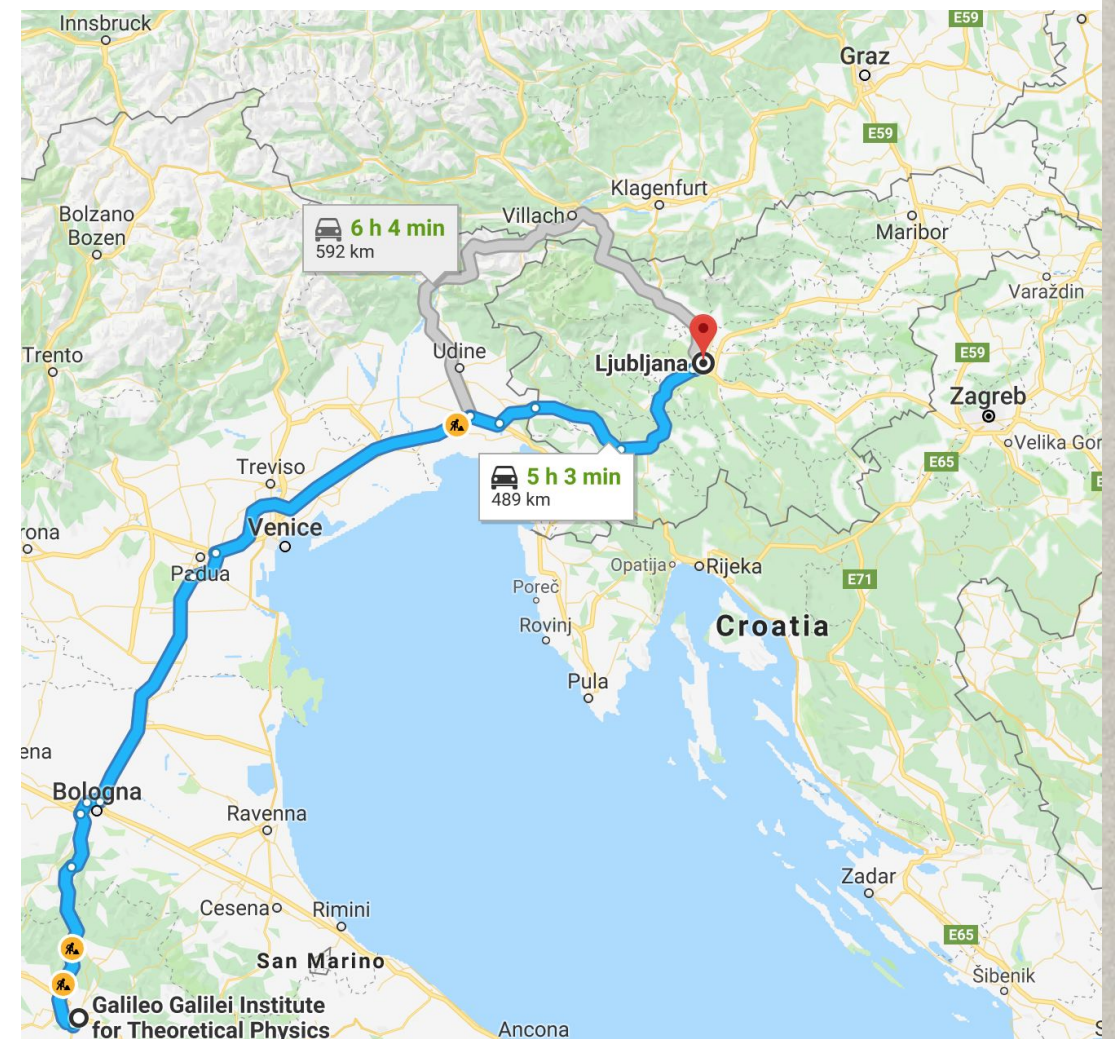 Innsbruck
E59
Graz
E59
Klagenfurt
Villach
Maribor
Bolzano
Bozen
6 h 4 min
592 km
Varaždin
Trento
Udine
Ljubljana
E59
Zagreb
Velika Gor
E65
Treviso
5 h 3 min
489 km
Venice
rona
Padua
Opatija
Rijeka
E71
Poreč
Rovinj
Croatia
Pula
ena
Bologna
Ravenna
Zadar
Cesena
Rimini
E65
San Marino
Šibenik
Galileo Galilei Institute
for Theoretical Physics
Ancona